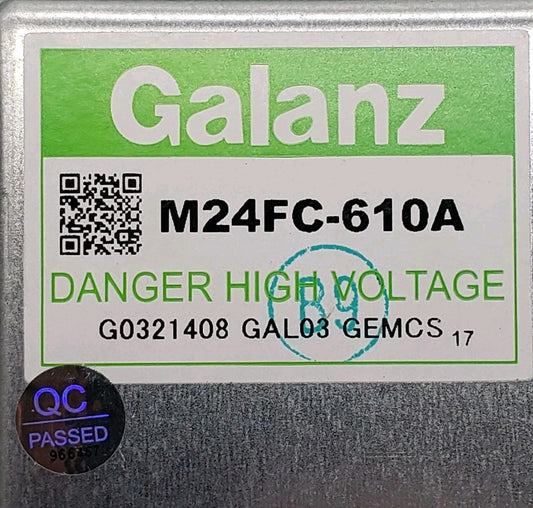 Galanz
M24FC-610A
DANGER HIGH VOLTAGE
B9
G0321408 GAL03 GEMCS 17
QC
PASSED